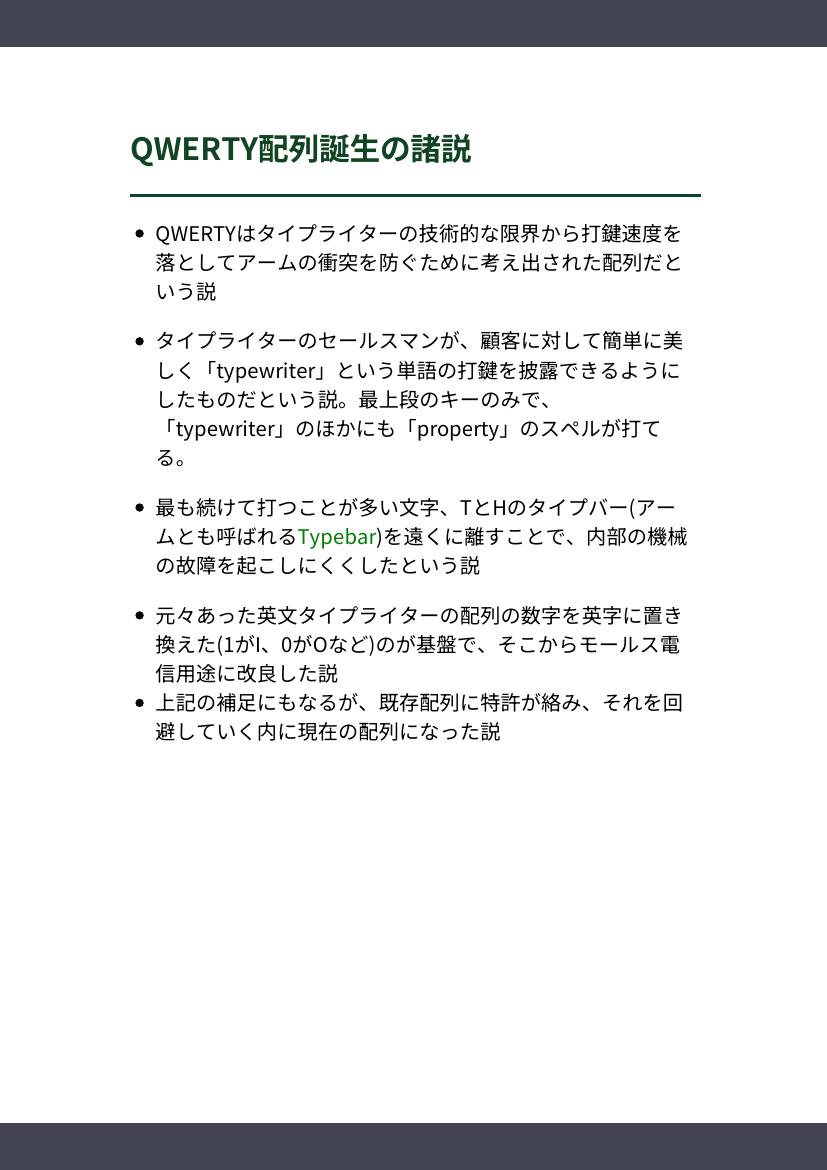 QWERTY配列誕生の諸説
• QWERTYはタイプライターの技術的な限界から打鍵速度を
落としてアームの衝突を防ぐために考え出された配列だと
いう説
• タイプライターのセールスマンが、顧客に対して簡単に美
しく「typewriter」という単語の打鍵を披露できるように
したものだという説。最上段のキーのみで、
「typewriter」のほかにも「property」のスペルが打て
る。
• 最も続けて打つことが多い文字、TとHのタイプバー(アー
ムとも呼ばれるTypebar)を遠くに離すことで、内部の機械
の故障を起こしにくくしたという説
• 元々あった英文タイプライターの配列の数字を英字に置き
換えた(1がI、0がOなど)のが基盤で、そこからモールス電
信用途に改良した説
• 上記の補足にもなるが、既存配列に特許が絡み、それを回
避していく内に現在の配列になった説